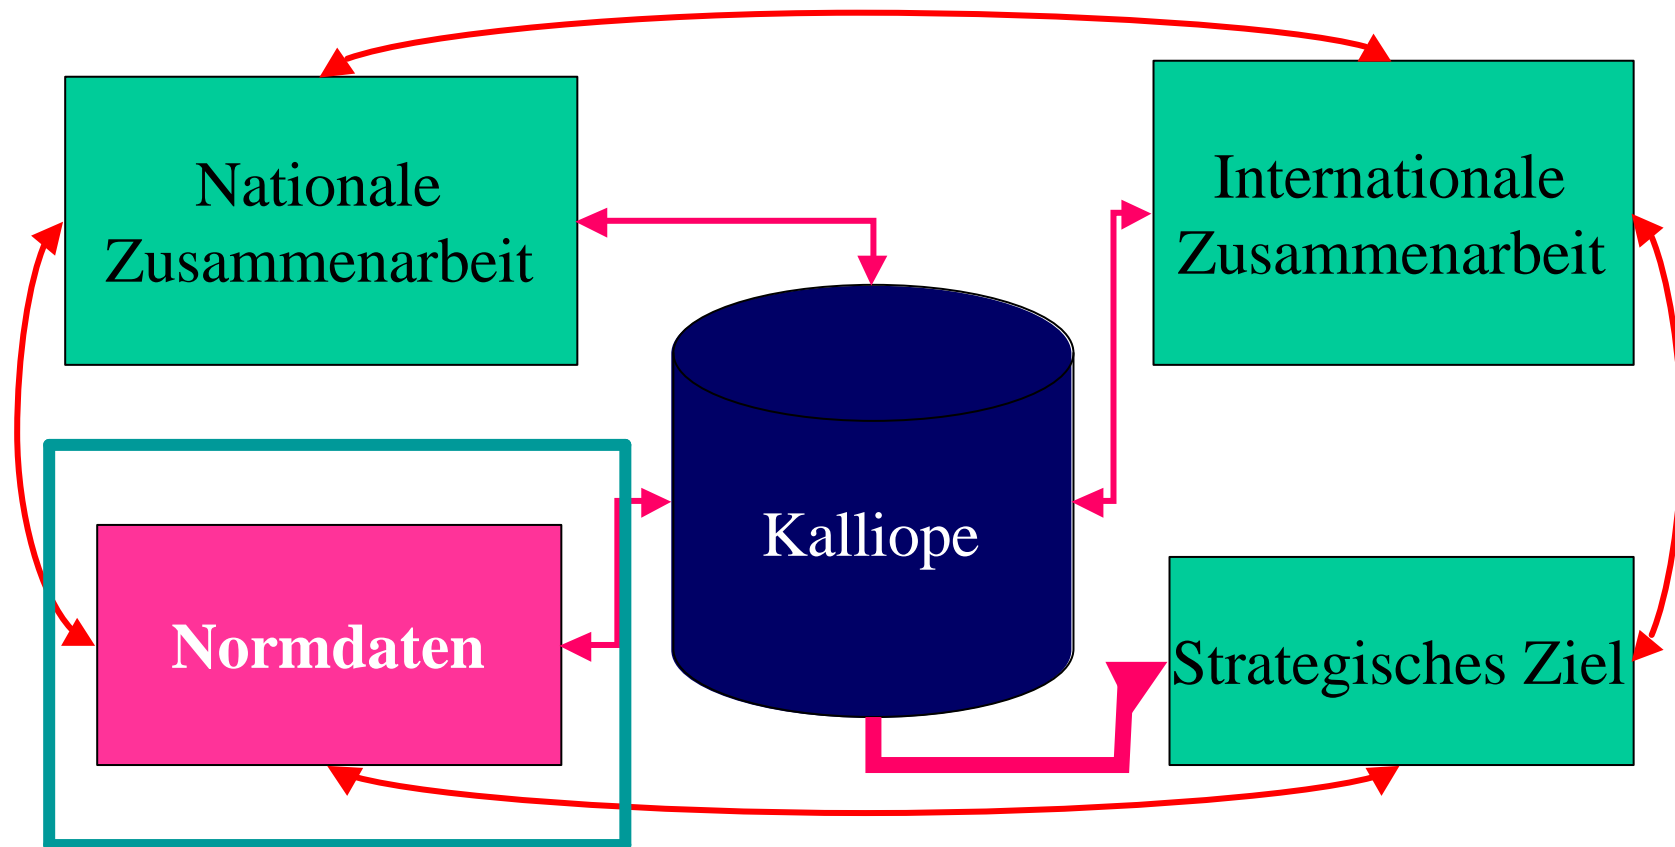 Nationale
Zusammenarbeit
Internationale
Zusammenarbeit
Kalliope
Normdaten
Strategisches Ziel